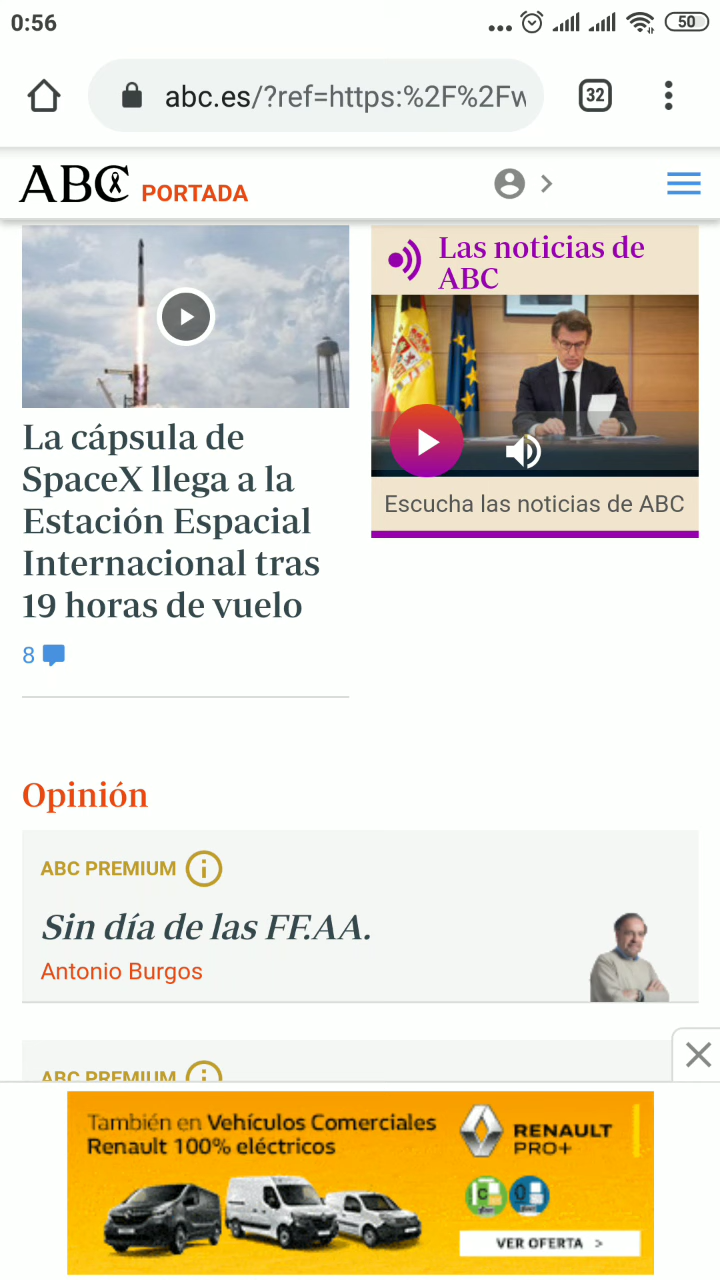 0:56
50
abc.es/?ref=https:%2F%2Fw
32
ABC PORTADA
La cápsula de
SpaceX llega a la
Estación Espacial
Internacional tras
19 horas de vuelo
8
Las noticias de
ABC
Escucha las noticias de ABC
Opinión
ABC PREMIUM
Sin día de las FF.AA.
Antonio Burgos
ABC PREMIUM
También en Vehículos Comerciales
Renault 100% eléctricos
RENAULT
PRO+
C
0
VER OFERTA >